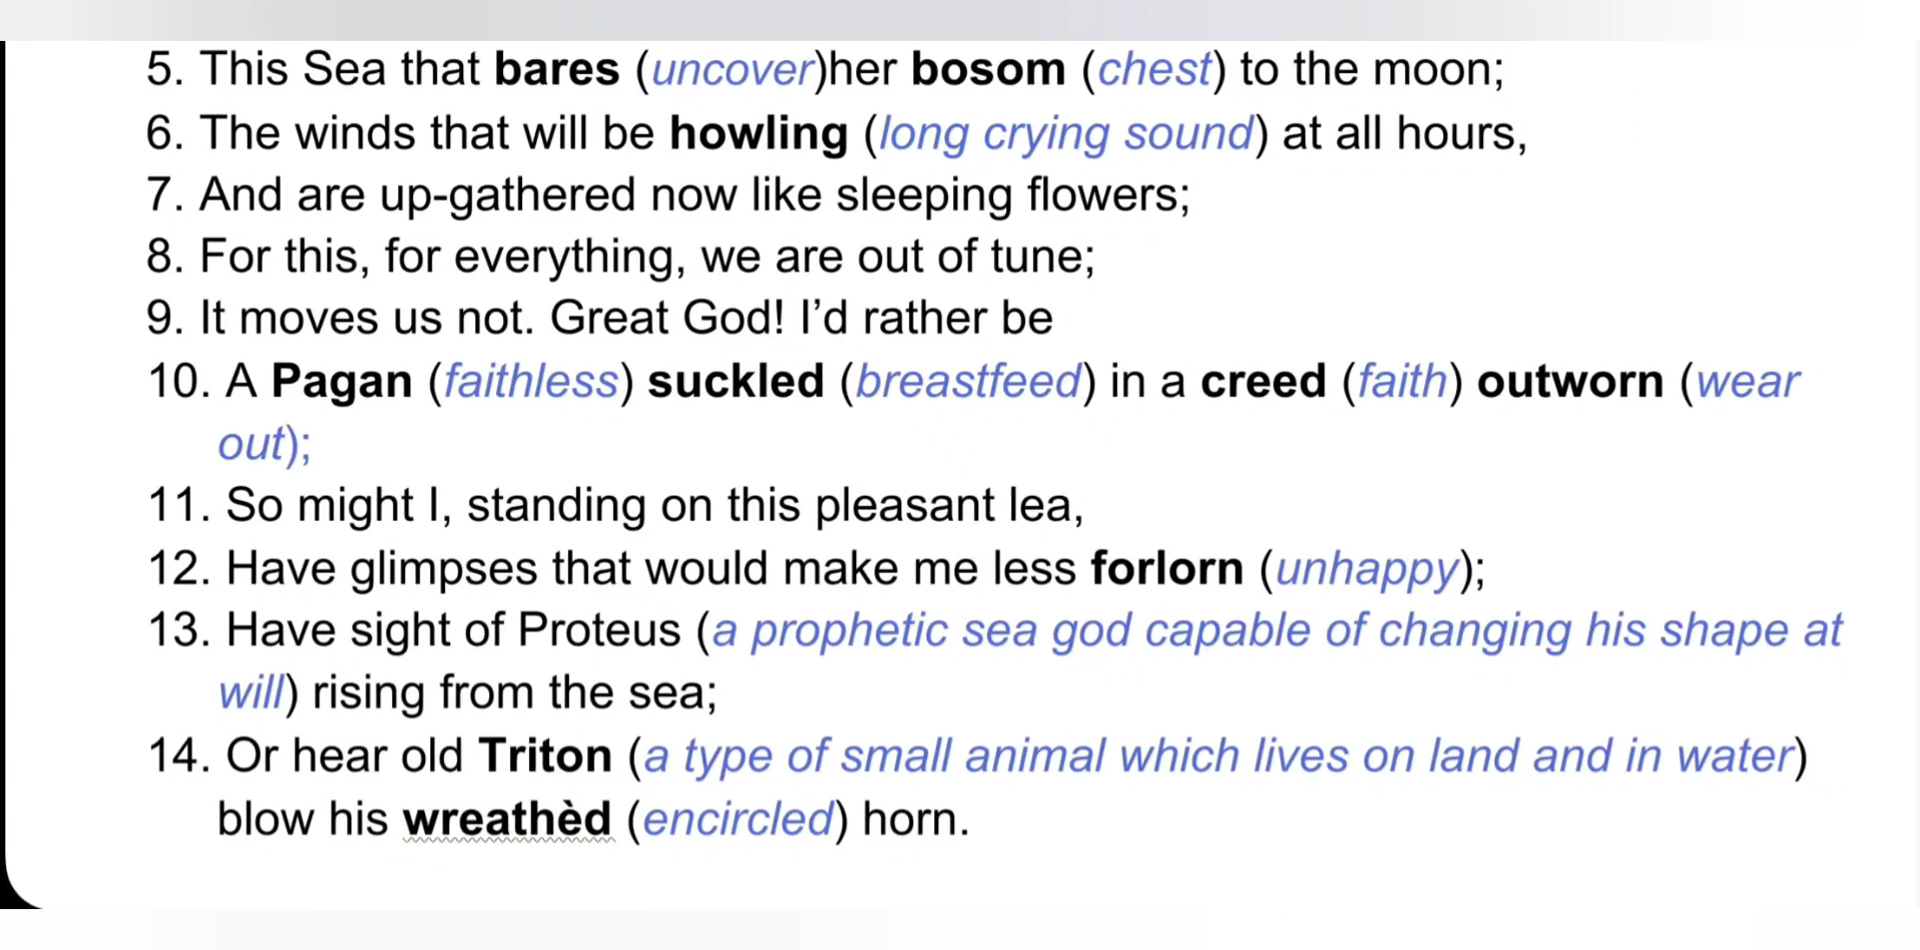 5. This Sea that bares (uncover)her bosom (chest) to the moon;
6. The winds that will be howling (long crying sound) at all hours,
7. And are up-gathered now like sleeping flowers;
8. For this, for everything, we are out of tune;
9. It moves us not. Great God! I’d rather be
10. A Pagan (faithless) suckled (breastfeed) in a creed (faith) outworn (wear
out);
11. So might I, standing on this pleasant lea,
12. Have glimpses that would make me less forlorn (unhappy);
13. Have sight of Proteus (a prophetic sea god capable of changing his shape at
will) rising from the sea;
14. Or hear old Triton (a type of small animal which lives on land and in water)
blow his wreathèd (encircled) horn.